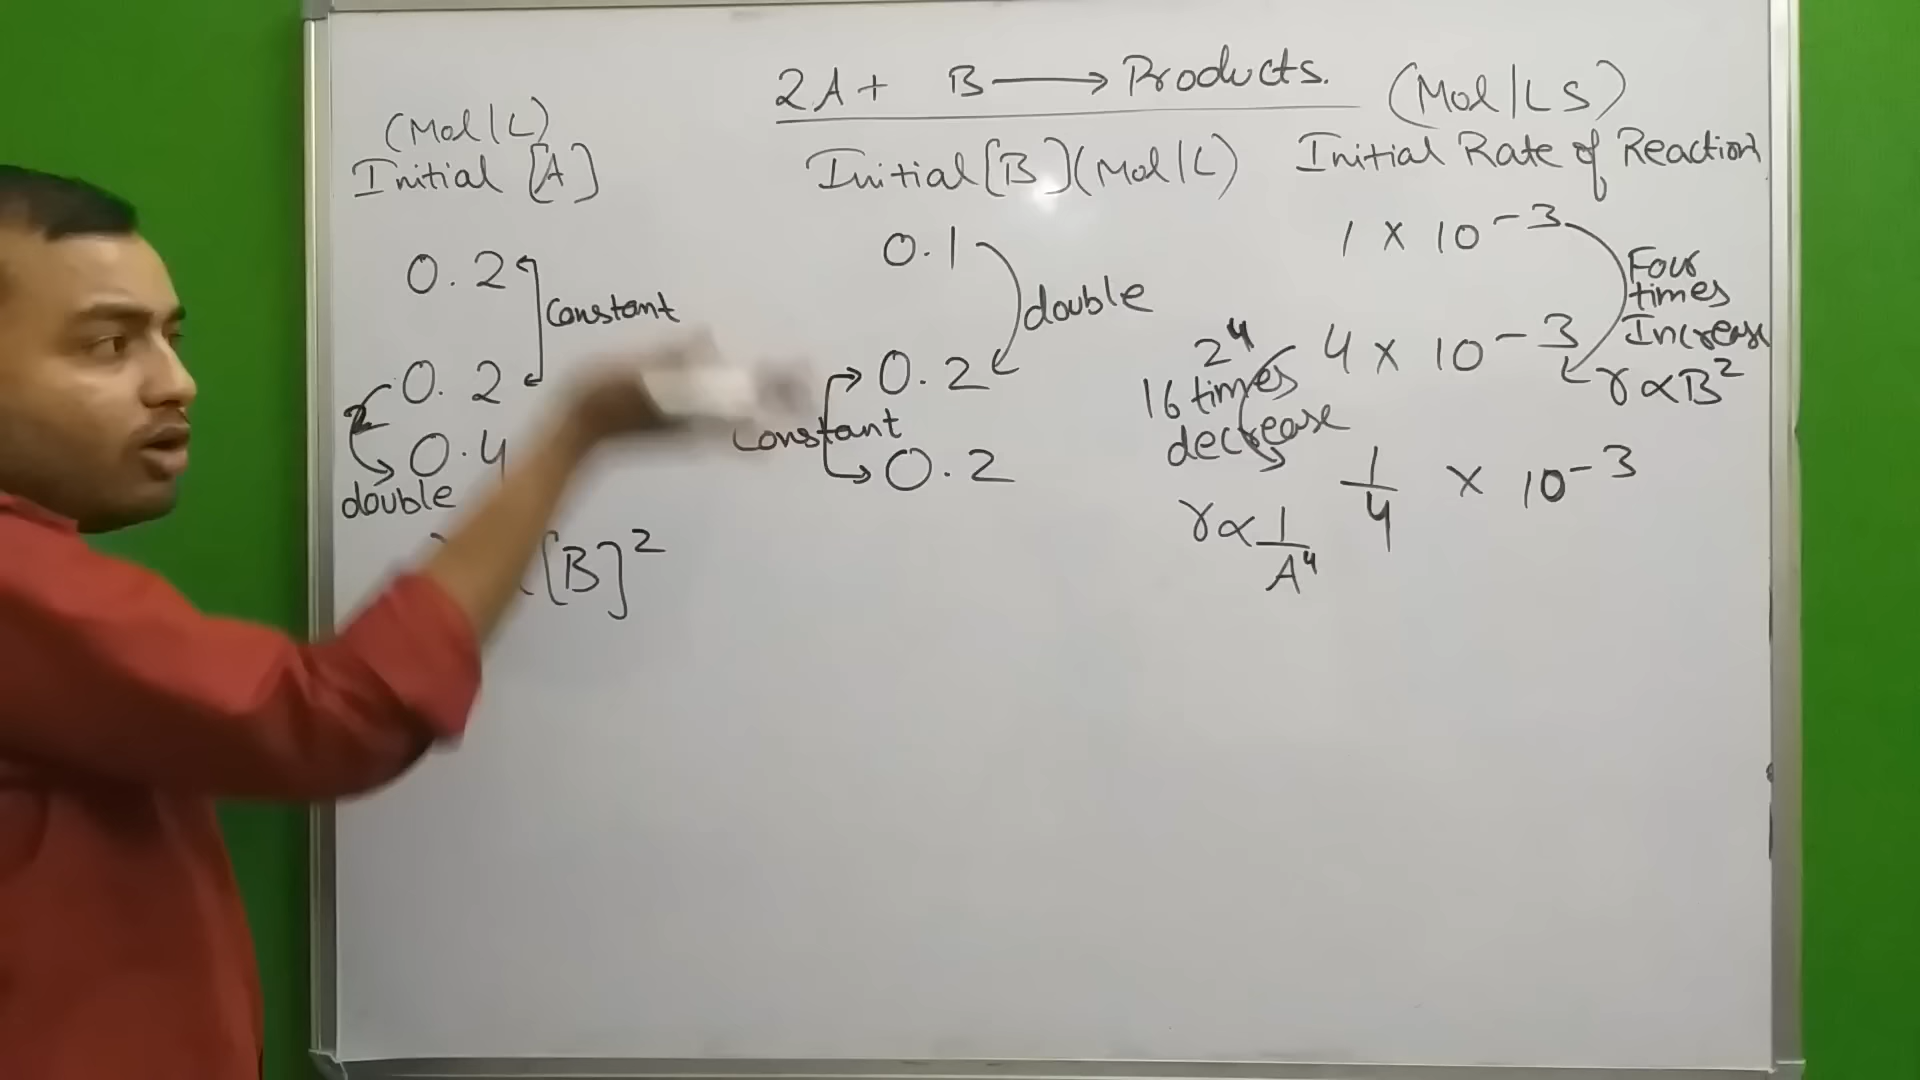 2A + B ⟶ Products.
(Mol/L)
Initial [A]
Initial [B] (Mol/L)
(Mol/LS)
Initial Rate of Reaction
0.2
0.1
1 × 10⁻³
Constant
double
Four
times
Increase
0.2
0.2
2⁴
16 times
decrease
4 × 10⁻³
r ∝ B²
2
0.4
double
Constant
0.2
1/4 × 10⁻³
r ∝ 1/A⁴
[B]²